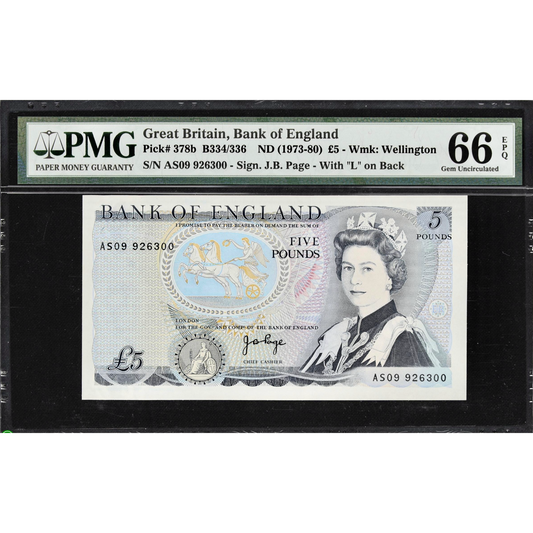 PMG
PAPER MONEY GUARANTY
Great Britain, Bank of England
Pick# 378b B334/336 ND (1973-80) £5 - Wmk: Wellington
S/N AS09 926300 - Sign. J.B. Page - With "L" on Back
66 EPQ
Gem Uncirculated
BANK OF ENGLAND
I PROMISE TO PAY THE BEARER ON DEMAND THE SUM OF
5
POUNDS
AS09 926300
FIVE
POUNDS
LONDON
FOR THE GOVR AND COMPA OF THE BANK OF ENGLAND
J B Page
CHIEF CASHIER
£5
AS09 926300